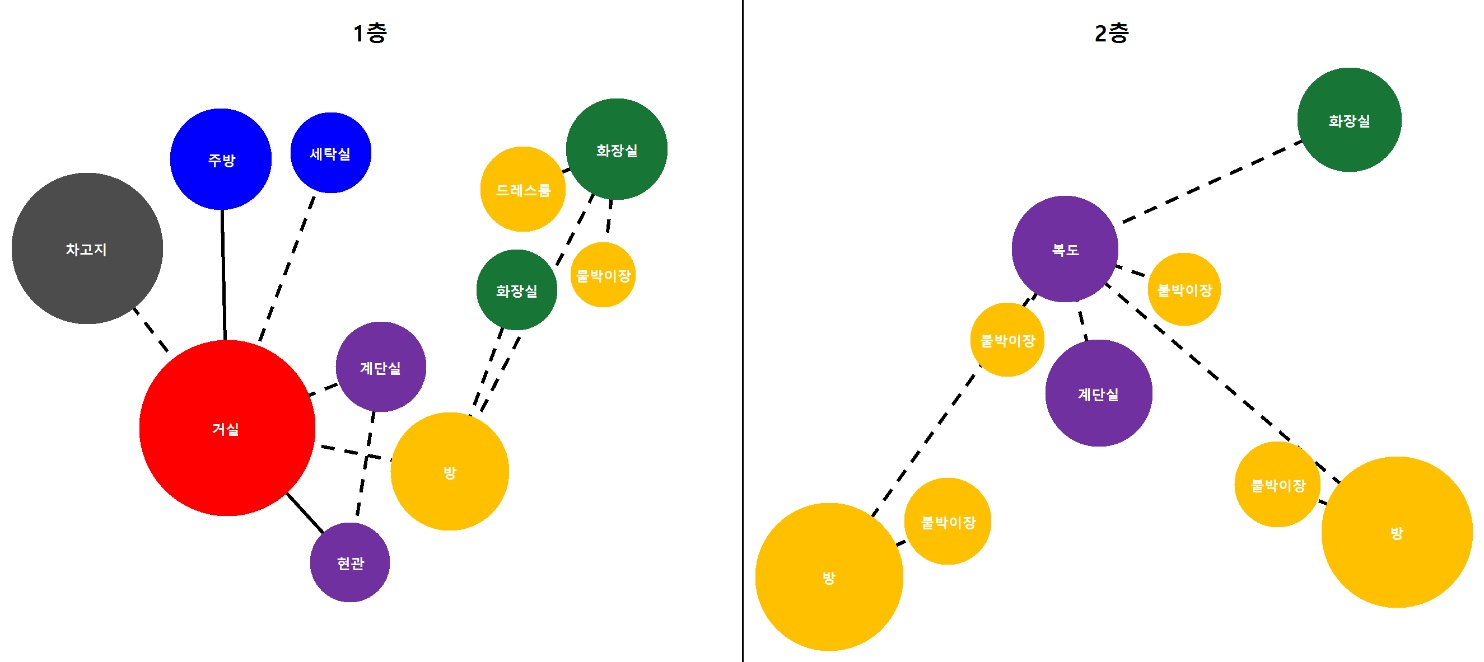 1층
주방
세탁실
화장실
드레스룸
차고지
붙박이장
화장실
계단실
거실
방
현관
2층
화장실
복도
붙박이장
붙박이장
계단실
붙박이장
붙박이장
방
방